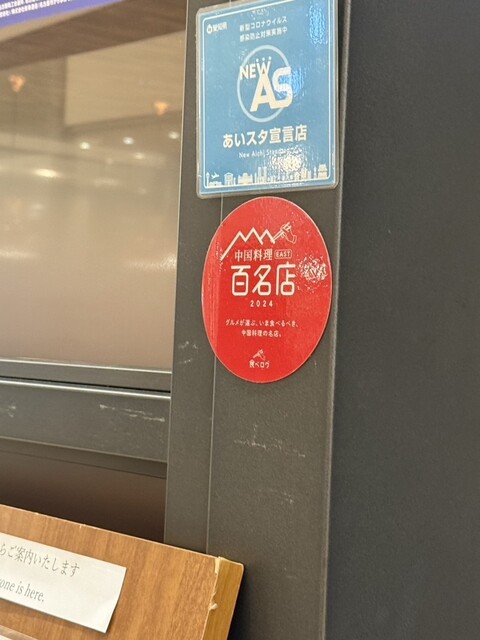 愛知県
新型コロナウイルス
感染防止対策実施中
NEW
AS
あいスタ宣言店
中国料理 EAST
百名店
2024
グルメが選ぶ、いま食べるべき、
中国料理の名店。
食べログ
らご案内いたします
one is here.